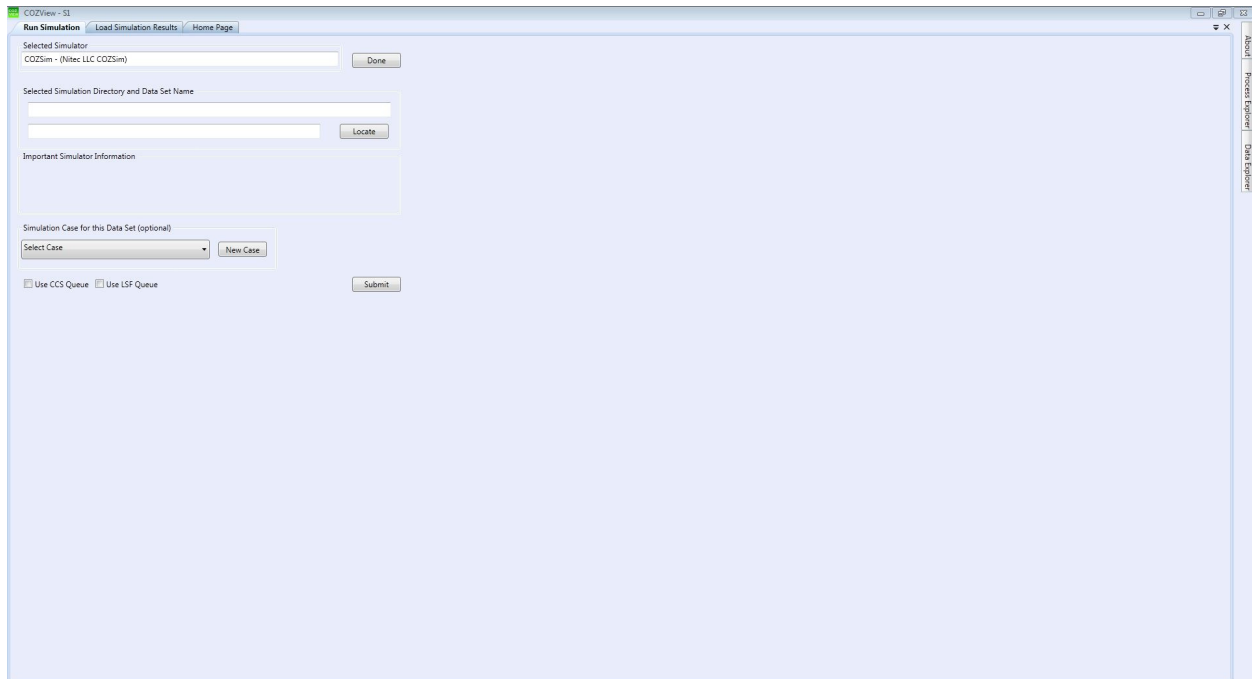 COZView - S1
Run Simulation Load Simulation Results Home Page
Selected Simulator
COZSim - (Nitec LLC COZSim)
Done
Selected Simulation Directory and Data Set Name
Locate
Important Simulator Information
Simulation Case for this Data Set (optional)
Select Case
New Case
Use CCS Queue Use LSF Queue
Submit
About
Process Explorer
Data Explorer